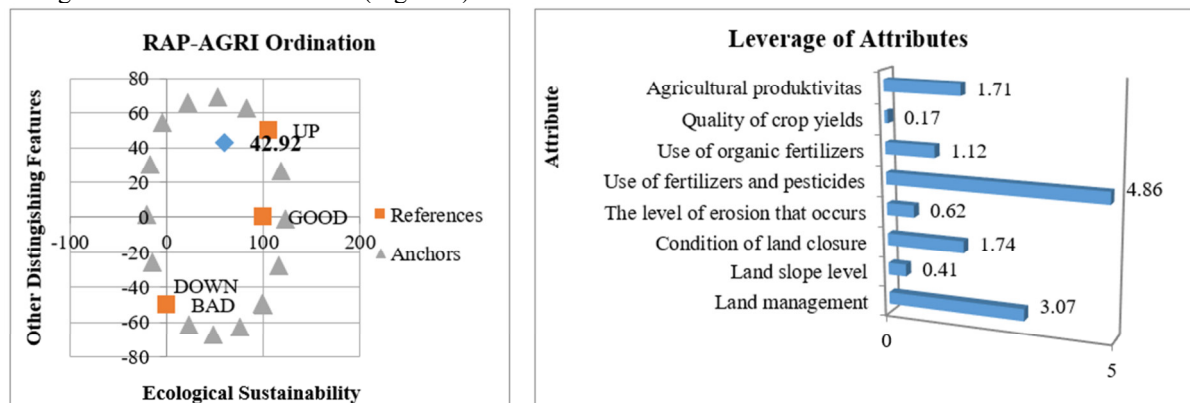 RAP-AGRI Ordination
Other Distingishing Features
80
60
40
20
0
-20
-40
-60
-80
-100
0
100
200
UP
42.92
GOOD
DOWN
BAD
References
Anchors
Ecological Sustainability
Leverage of Attributes
Attribute
Agricultural produktivitas
1.71
Quality of crop yields
0.17
Use of organic fertilizers
1.12
Use of fertilizers and pesticides
4.86
The level of erosion that occurs
0.62
Condition of land closure
1.74
Land slope level
0.41
Land management
3.07
0
5